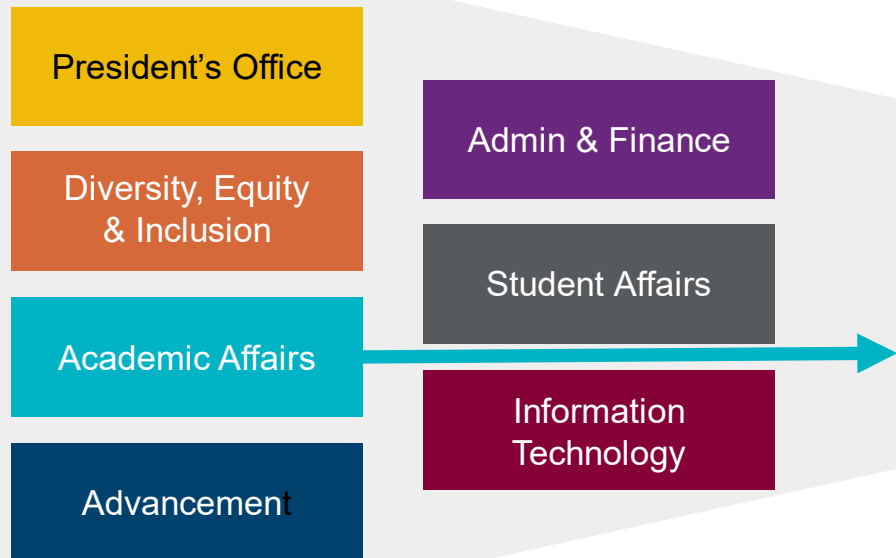 President’s Office
Diversity, Equity
& Inclusion
Academic Affairs
Advancement
Admin & Finance
Student Affairs
Information
Technology